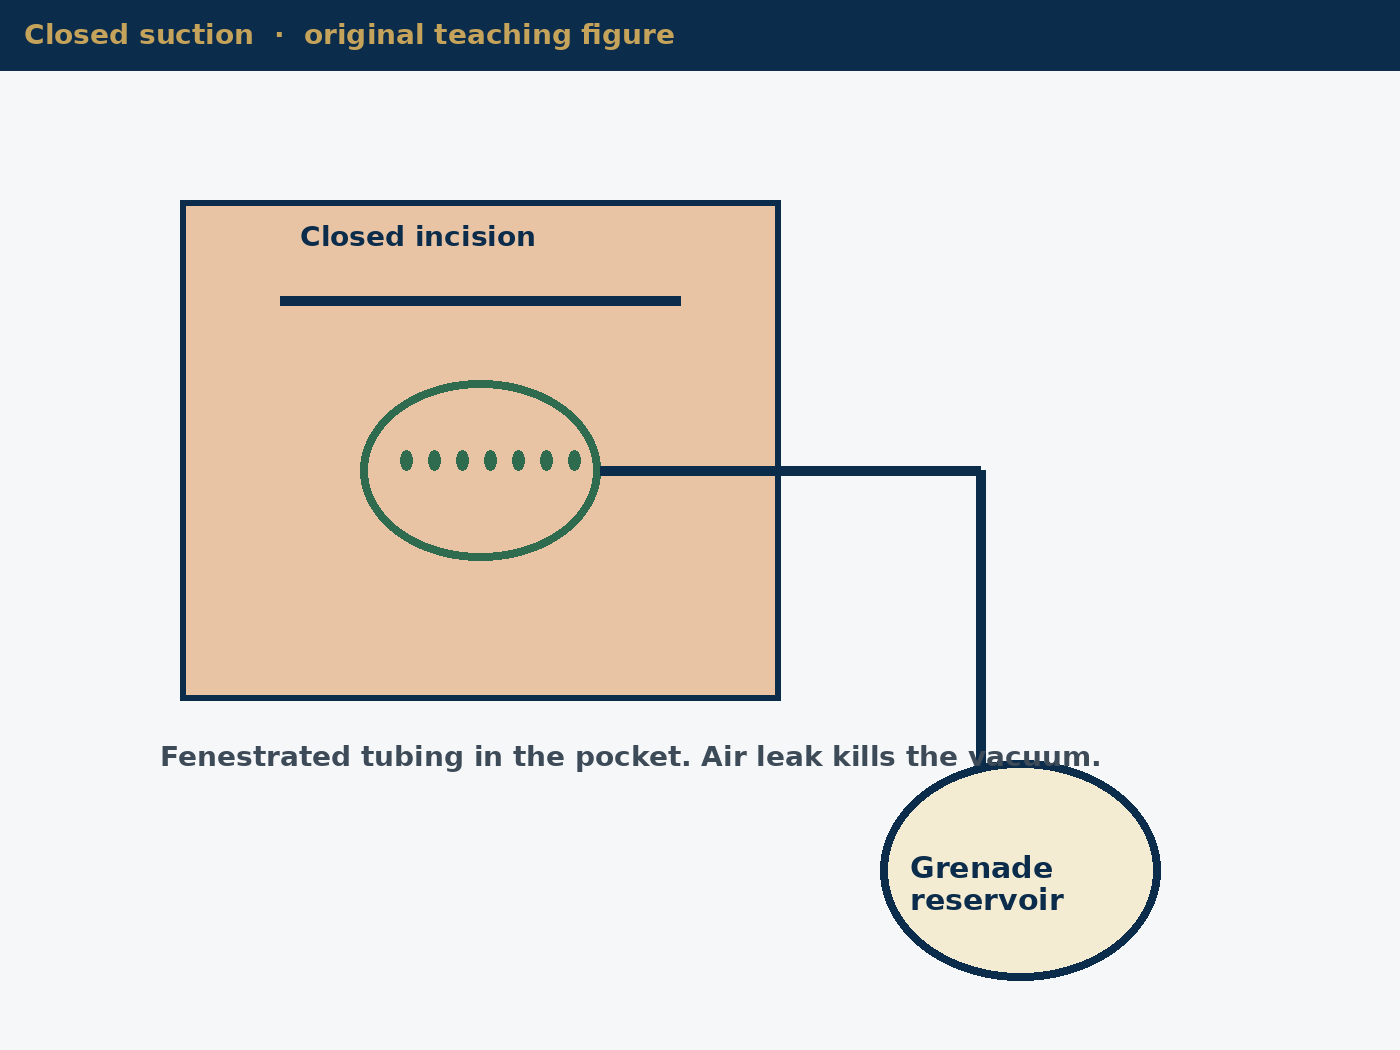 Closed suction · original teaching figure
Closed incision
Fenestrated tubing in the pocket. Air leak kills the vacuum.
Grenade
reservoir